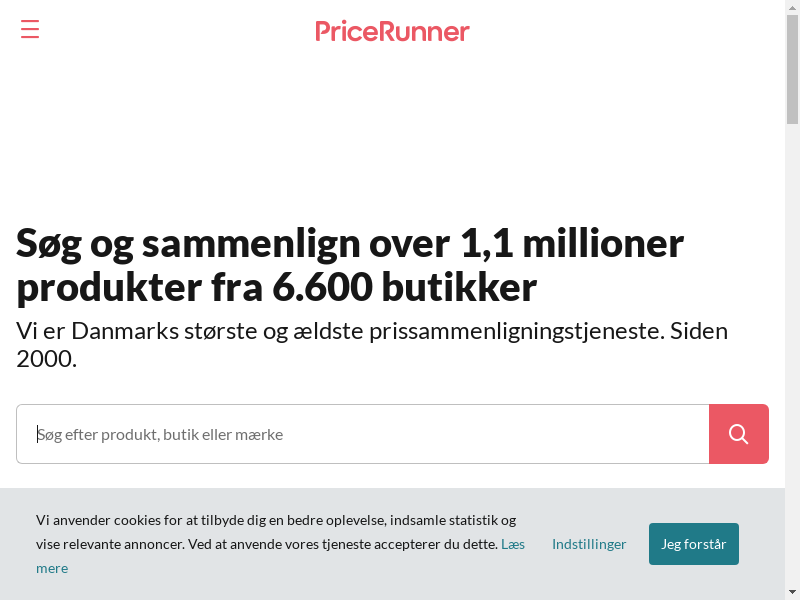 PriceRunner
Søg og sammenlign over 1,1 millioner
produkter fra 6.600 butikker
Vi er Danmarks største og ældste prissammenligningstjeneste. Siden
2000.
Søg efter produkt, butik eller mærke
Vi anvender cookies for at tilbyde dig en bedre oplevelse, indsamle statistik og
vise relevante annoncer. Ved at anvende vores tjeneste accepterer du dette. Læs
mere
Indstillinger
Jeg forstår